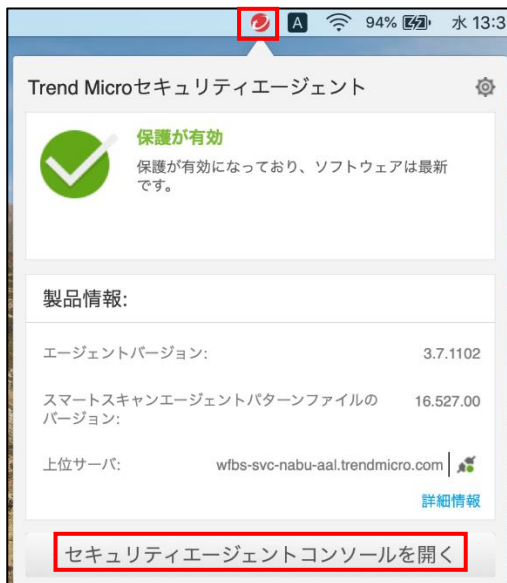 A 94% 水 13:3
Trend Microセキュリティエージェント
保護が有効
保護が有効になっており、ソフトウェアは最新
です。
製品情報:
エージェントバージョン: 3.7.1102
スマートスキャンエージェントパターンファイルの 16.527.00
バージョン:
上位サーバ: wfbs-svc-nabu-aal.trendmicro.com
詳細情報
セキュリティエージェントコンソールを開く